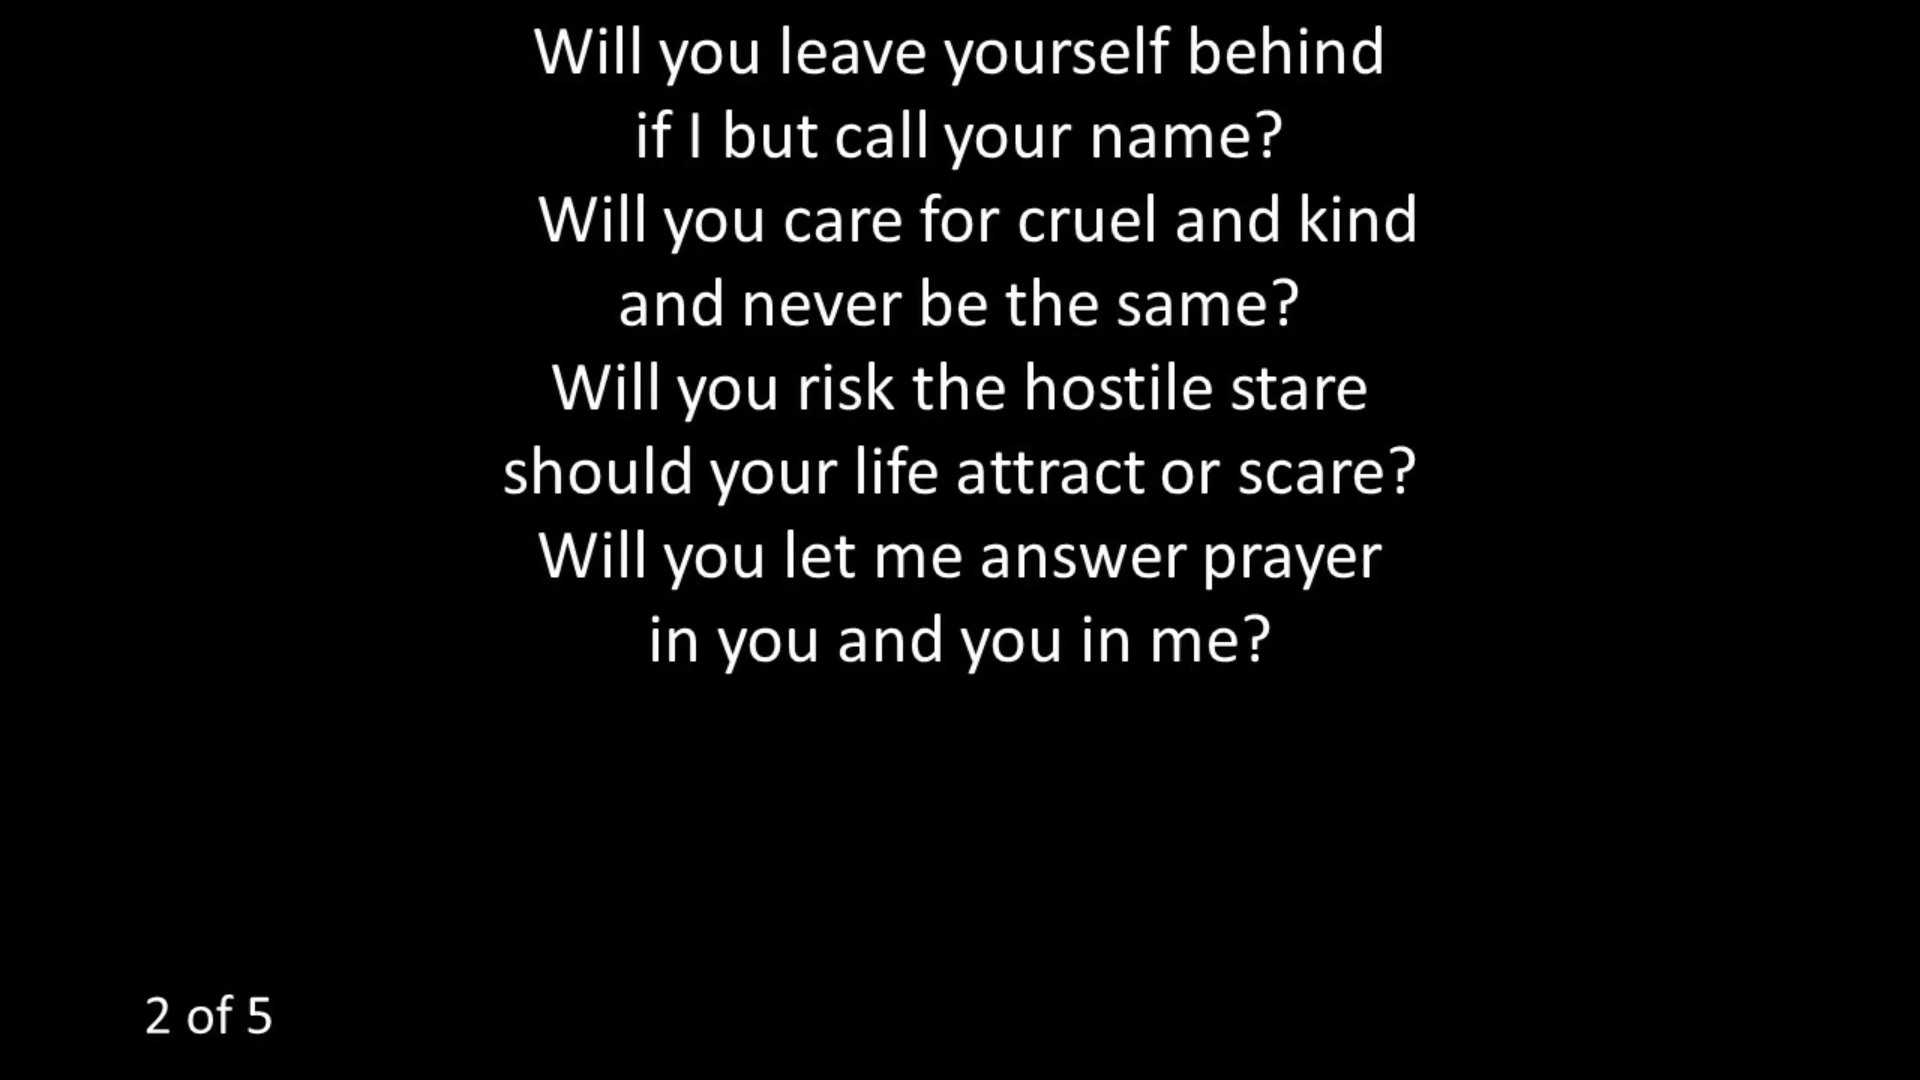 Will you leave yourself behind
if I but call your name?
Will you care for cruel and kind
and never be the same?
Will you risk the hostile stare
should your life attract or scare?
Will you let me answer prayer
in you and you in me?
2 of 5